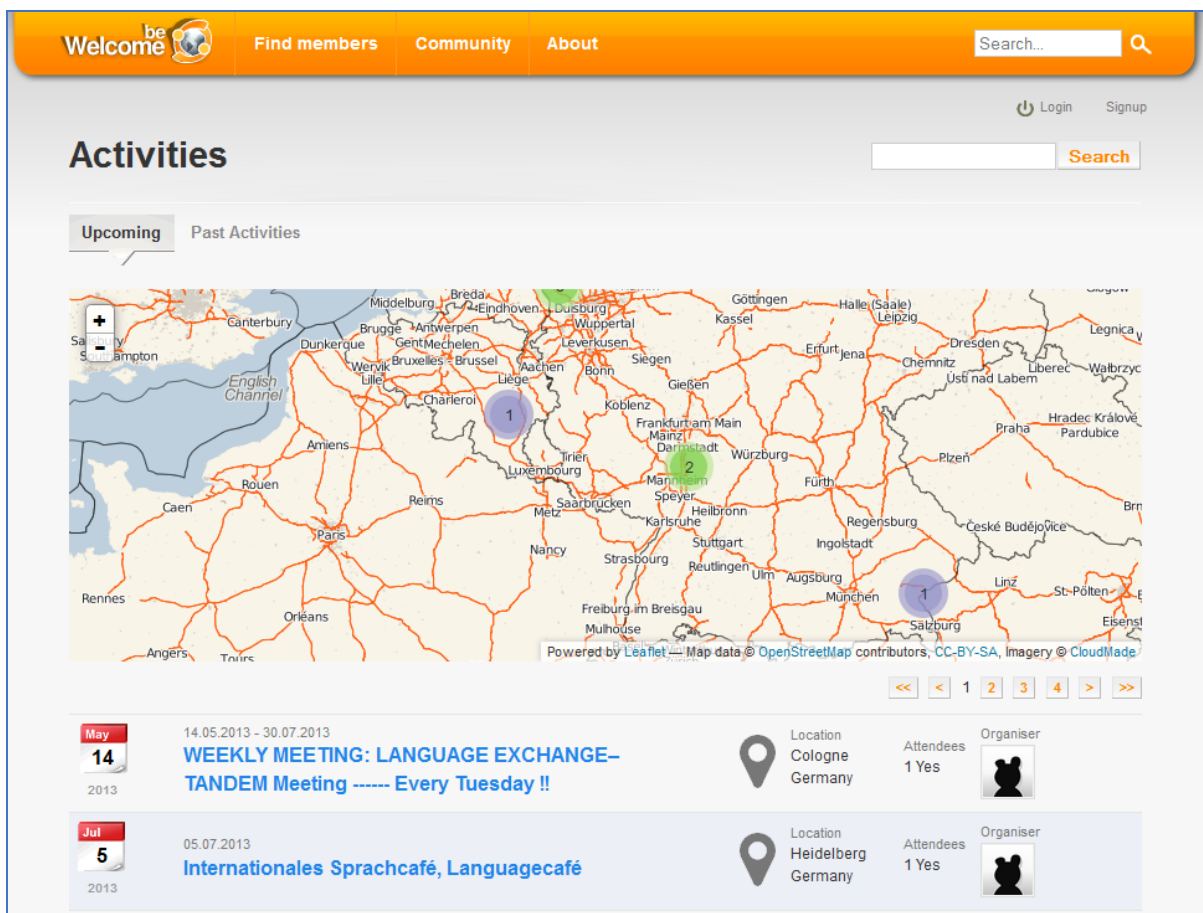 be
Welcome
Find members
Community
About
Search...
Login
Signup
Activities
Search
Upcoming
Past Activities
+
-
Canterbury
Southampton
English
Channel
Middelburg
Breda
Eindhoven
Duisburg
Brugge
Antwerpen
Wuppertal
Dunkerque
Gent
Mechelen
Leverkusen
Wervik
Bruxelles - Brussel
Aachen
Bonn
Siegen
Lille
Liège
Gießen
Charleroi
1
Koblenz
Frankfurt am Main
Mainz
Darmstadt
2
Mannheim
Würzburg
Amiens
Trier
Luxembourg
Göttingen
Kassel
Halle (Saale)
Leipzig
Erfurt
Jena
Dresden
Chemnitz
Legnica
Ústí nad Labem
Liberec
Wałbrzyc
Hradec Králové
Praha
Pardubice
Plzeň
Rouen
Caen
Reims
Metz
Saarbrücken
Speyer
Heilbronn
Karlsruhe
Fürth
Regensburg
České Budějovice
Brn
Paris
Nancy
Strasbourg
Stuttgart
Reutlingen
Ulm
Ingolstadt
Augsburg
München
1
Linz
St. Pölten
Salzburg
Eisenst
Rennes
Orléans
Freiburg im Breisgau
Mulhouse
Angers
Tours
Powered by Leaflet — Map data © OpenStreetMap contributors, CC-BY-SA, Imagery © CloudMade
<< < 1 2 3 4 > >>
May
14
2013
14.05.2013 - 30.07.2013
WEEKLY MEETING: LANGUAGE EXCHANGE–
TANDEM Meeting ------ Every Tuesday !!
Location
Cologne
Germany
Attendees
1 Yes
Organiser
Jul
5
2013
05.07.2013
Internationales Sprachcafé, Languagecafé
Location
Heidelberg
Germany
Attendees
1 Yes
Organiser